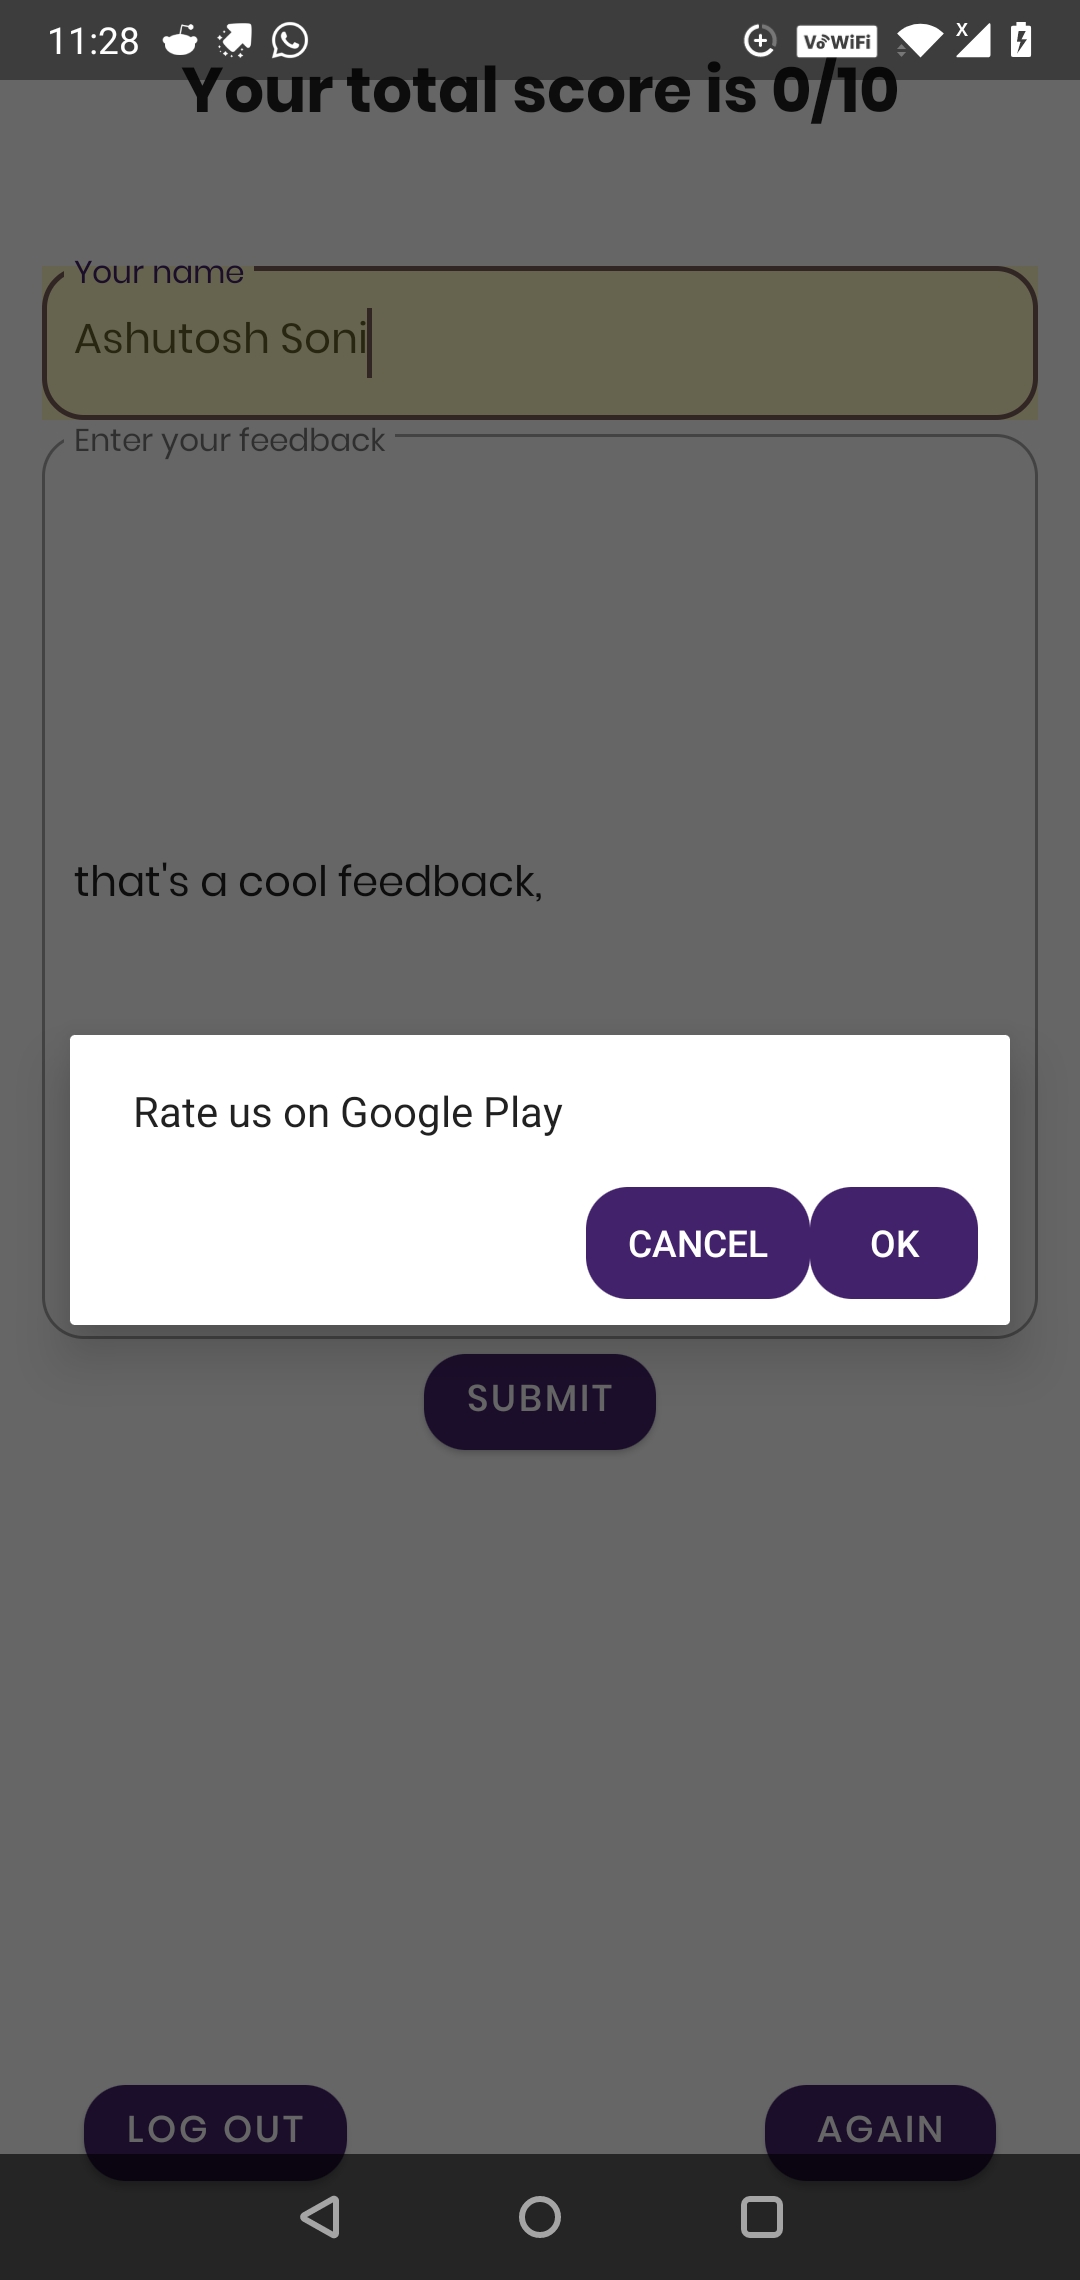 11:28
VoWiFi
X
Your total score is 0/10
Your name
Ashutosh Soni
Enter your feedback
that's a cool feedback,
Rate us on Google Play
CANCEL
OK
SUBMIT
LOG OUT
AGAIN